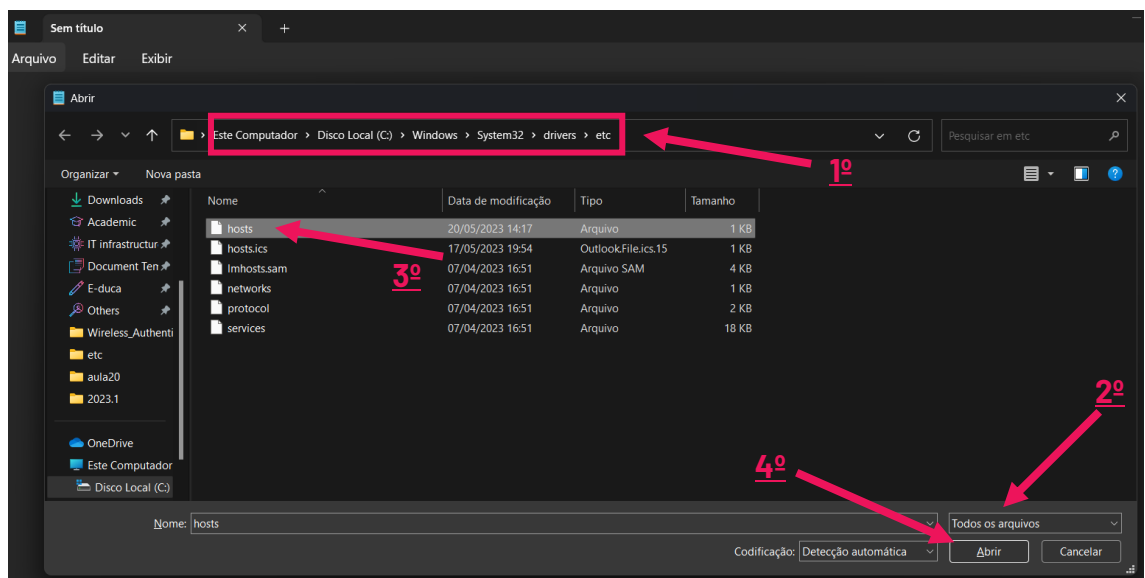 Sem título
Arquivo Editar Exibir
Abrir
Este Computador > Disco Local (C:) > Windows > System32 > drivers > etc
Pesquisar em etc
1º
Organizar Nova pasta
Nome Data de modificação Tipo Tamanho
Downloads
Academic
IT infrastructur
Document Ten
E-duca
Others
Wireless_Authenti
etc
aula20
2023.1
OneDrive
Este Computador
Disco Local (C:)
hosts 20/05/2023 14:17 Arquivo 1 KB
hosts.ics 17/05/2023 19:54 Outlook.File.ics.15 1 KB
lmhosts.sam 07/04/2023 16:51 Arquivo SAM 4 KB
networks 07/04/2023 16:51 Arquivo 1 KB
protocol 07/04/2023 16:51 Arquivo 2 KB
services 07/04/2023 16:51 Arquivo 18 KB
3º
2º
4º
Nome: hosts Todos os arquivos
Codificação: Detecção automática Abrir Cancelar